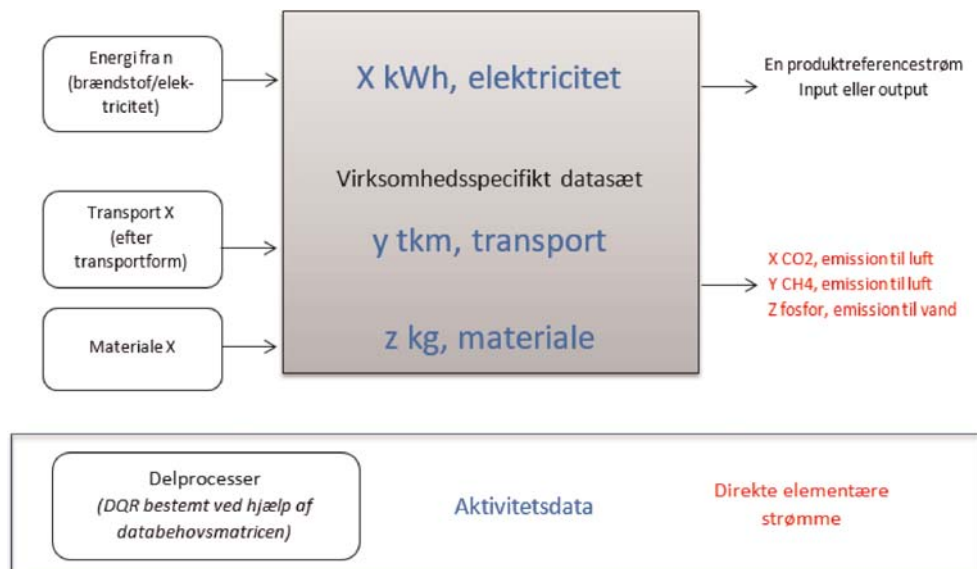 Energi fra n
(brændstof/elek-
tricitet)
X kWh, elektricitet
En produktreferencestrøm
Input eller output
Virksomhedsspecifikt datasæt
Transport X
(efter
transportform)
y tkm, transport
X CO2, emission til luft
Y CH4, emission til luft
Z fosfor, emission til vand
Materiale X
z kg, materiale
Delprocesser
(DQR bestemt ved hjælp af
databehovsmatricen)
Aktivitetsdata
Direkte elementære
strømme